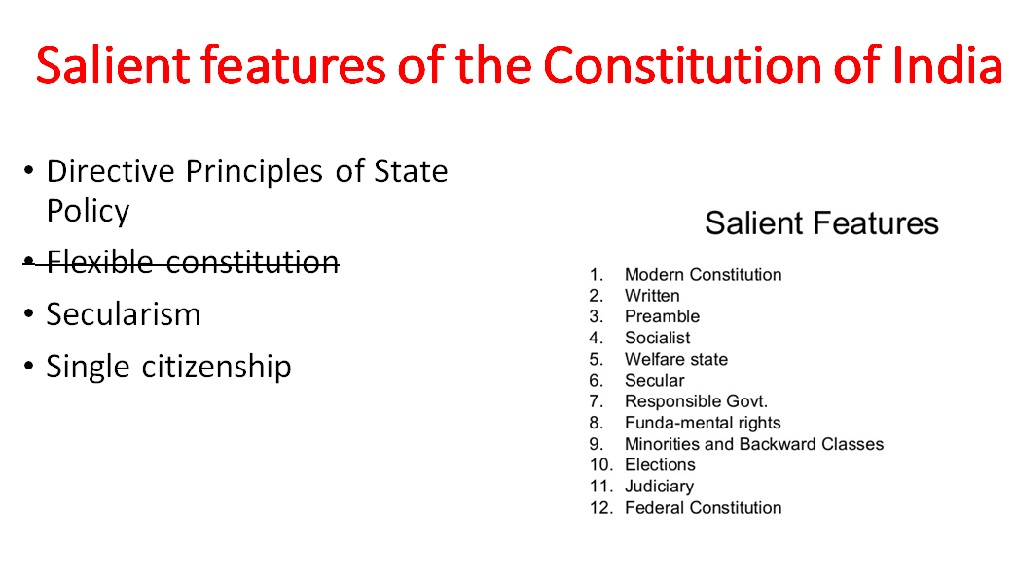 Salient features of the Constitution of India
• Directive Principles of State
Policy
• Flexible constitution
• Secularism
• Single citizenship
Salient Features
1. Modern Constitution
2. Written
3. Preamble
4. Socialist
5. Welfare state
6. Secular
7. Responsible Govt.
8. Funda-mental rights
9. Minorities and Backward Classes
10. Elections
11. Judiciary
12. Federal Constitution